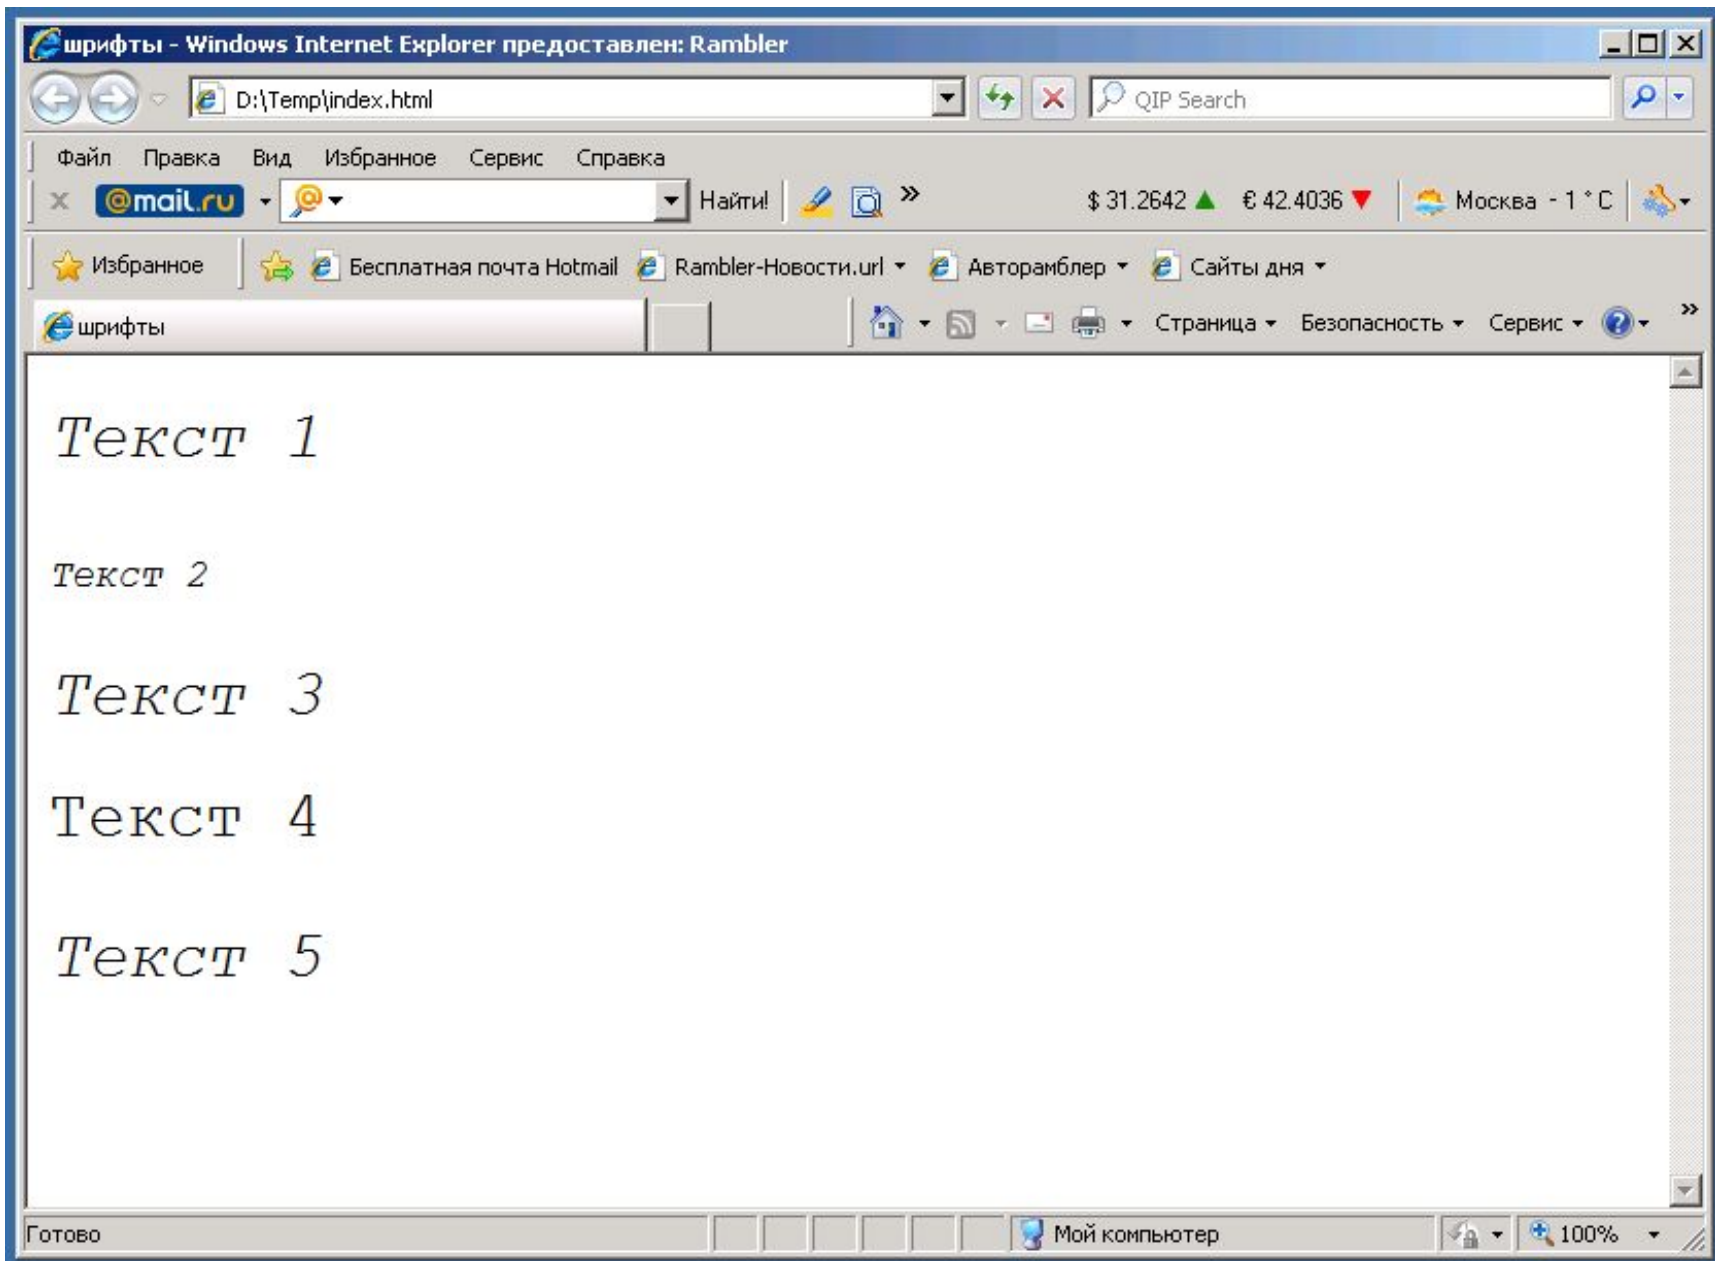 шрифты - Windows Internet Explorer предоставлен: Rambler
D:\Temp\index.html QIP Search
Файл Правка Вид Избранное Сервис Справка
@mail.ru Найти! » $ 31.2642 € 42.4036 Москва - 1 ° C
Избранное Бесплатная почта Hotmail Rambler-Новости.url Авторамблер Сайты дня
шрифты Страница Безопасность Сервис »
Текст 1
Текст 2
Текст 3
Текст 4
Текст 5
Готово Мой компьютер 100%